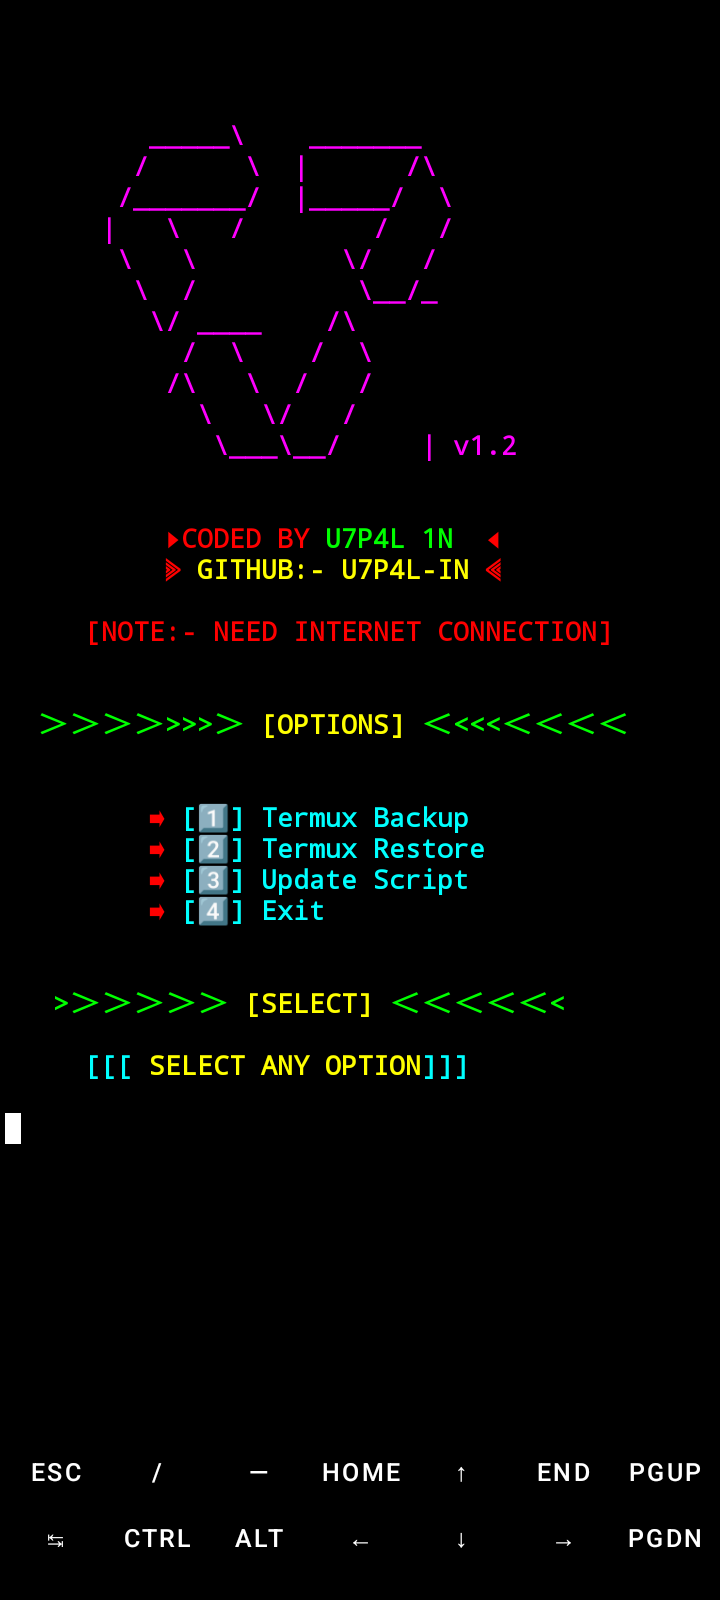 | v1.2
CODED BY U7P4L 1N
GITHUB:- U7P4L-IN
[NOTE:- NEED INTERNET CONNECTION]
>>>>>>>> [OPTIONS] <<<<<<<<
➡ [1️⃣] Termux Backup
➡ [2️⃣] Termux Restore
➡ [3️⃣] Update Script
➡ [4️⃣] Exit
>>>>>> [SELECT] <<<<<<
[[[ SELECT ANY OPTION]]]
ESC / — HOME ↑ END PGUP
↹ CTRL ALT ← ↓ → PGDN